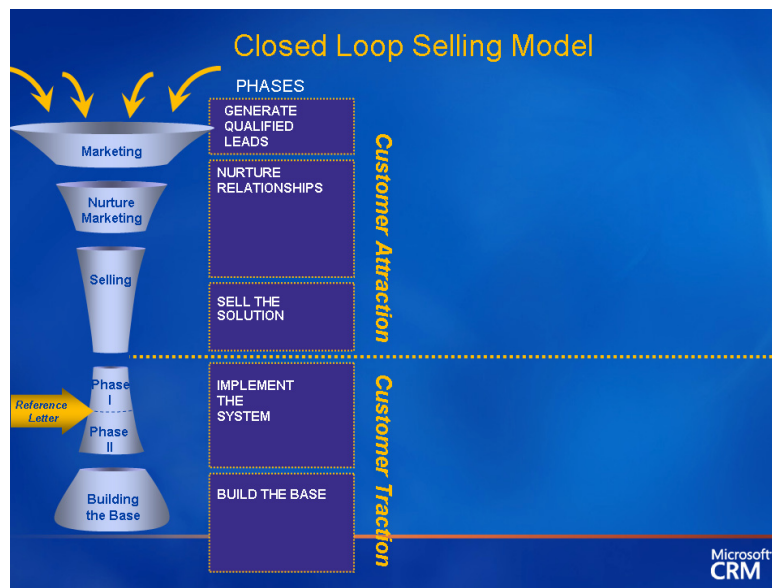 Closed Loop Selling Model
PHASES
Marketing
GENERATE
QUALIFIED
LEADS
Nurture
Marketing
NURTURE
RELATIONSHIPS
Selling
SELL THE
SOLUTION
Customer Attraction
Phase
I
Reference
Letter
Phase
II
IMPLEMENT
THE
SYSTEM
Building
the Base
BUILD THE BASE
Customer Traction
Microsoft
CRM